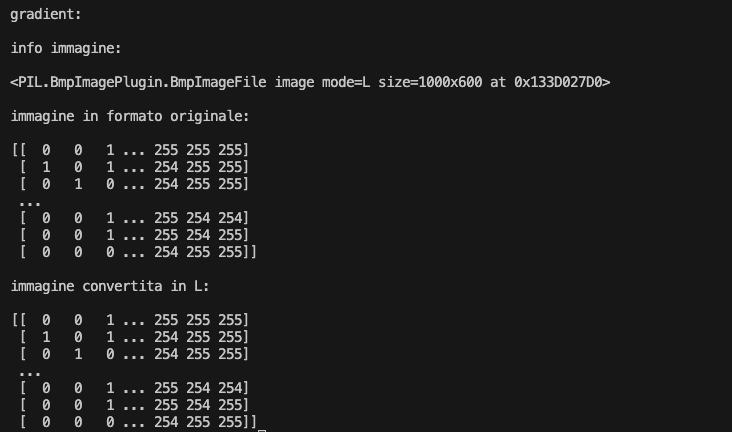 gradient:
info immagine:
<PIL.BmpImagePlugin.BmpImageFile image mode=L size=1000x600 at 0x133D027D0>
immagine in formato originale:
[[  0   0   1 ... 255 255 255]
 [  1   0   1 ... 254 255 255]
 [  0   1   0 ... 254 255 255]
 ...
 [  0   0   1 ... 255 254 254]
 [  0   0   1 ... 255 254 255]
 [  0   0   0 ... 254 255 255]]
immagine convertita in L:
[[  0   0   1 ... 255 255 255]
 [  1   0   1 ... 254 255 255]
 [  0   1   0 ... 254 255 255]
 ...
 [  0   0   1 ... 255 254 254]
 [  0   0   1 ... 255 254 255]
 [  0   0   0 ... 254 255 255]]